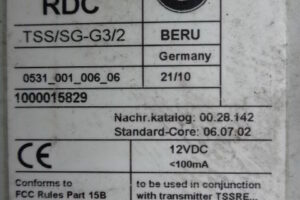 RDC
TSS/SG-G3/2 BERU
Germany
0531_001_006_06 21/10
1000015829
Nachr.katalog: 00.28.142
Standard-Core: 06.07.02
CE 12VDC
<100mA
Conforms to to be used in conjunction
FCC Rules Part 15B with transmitter TSSRE...